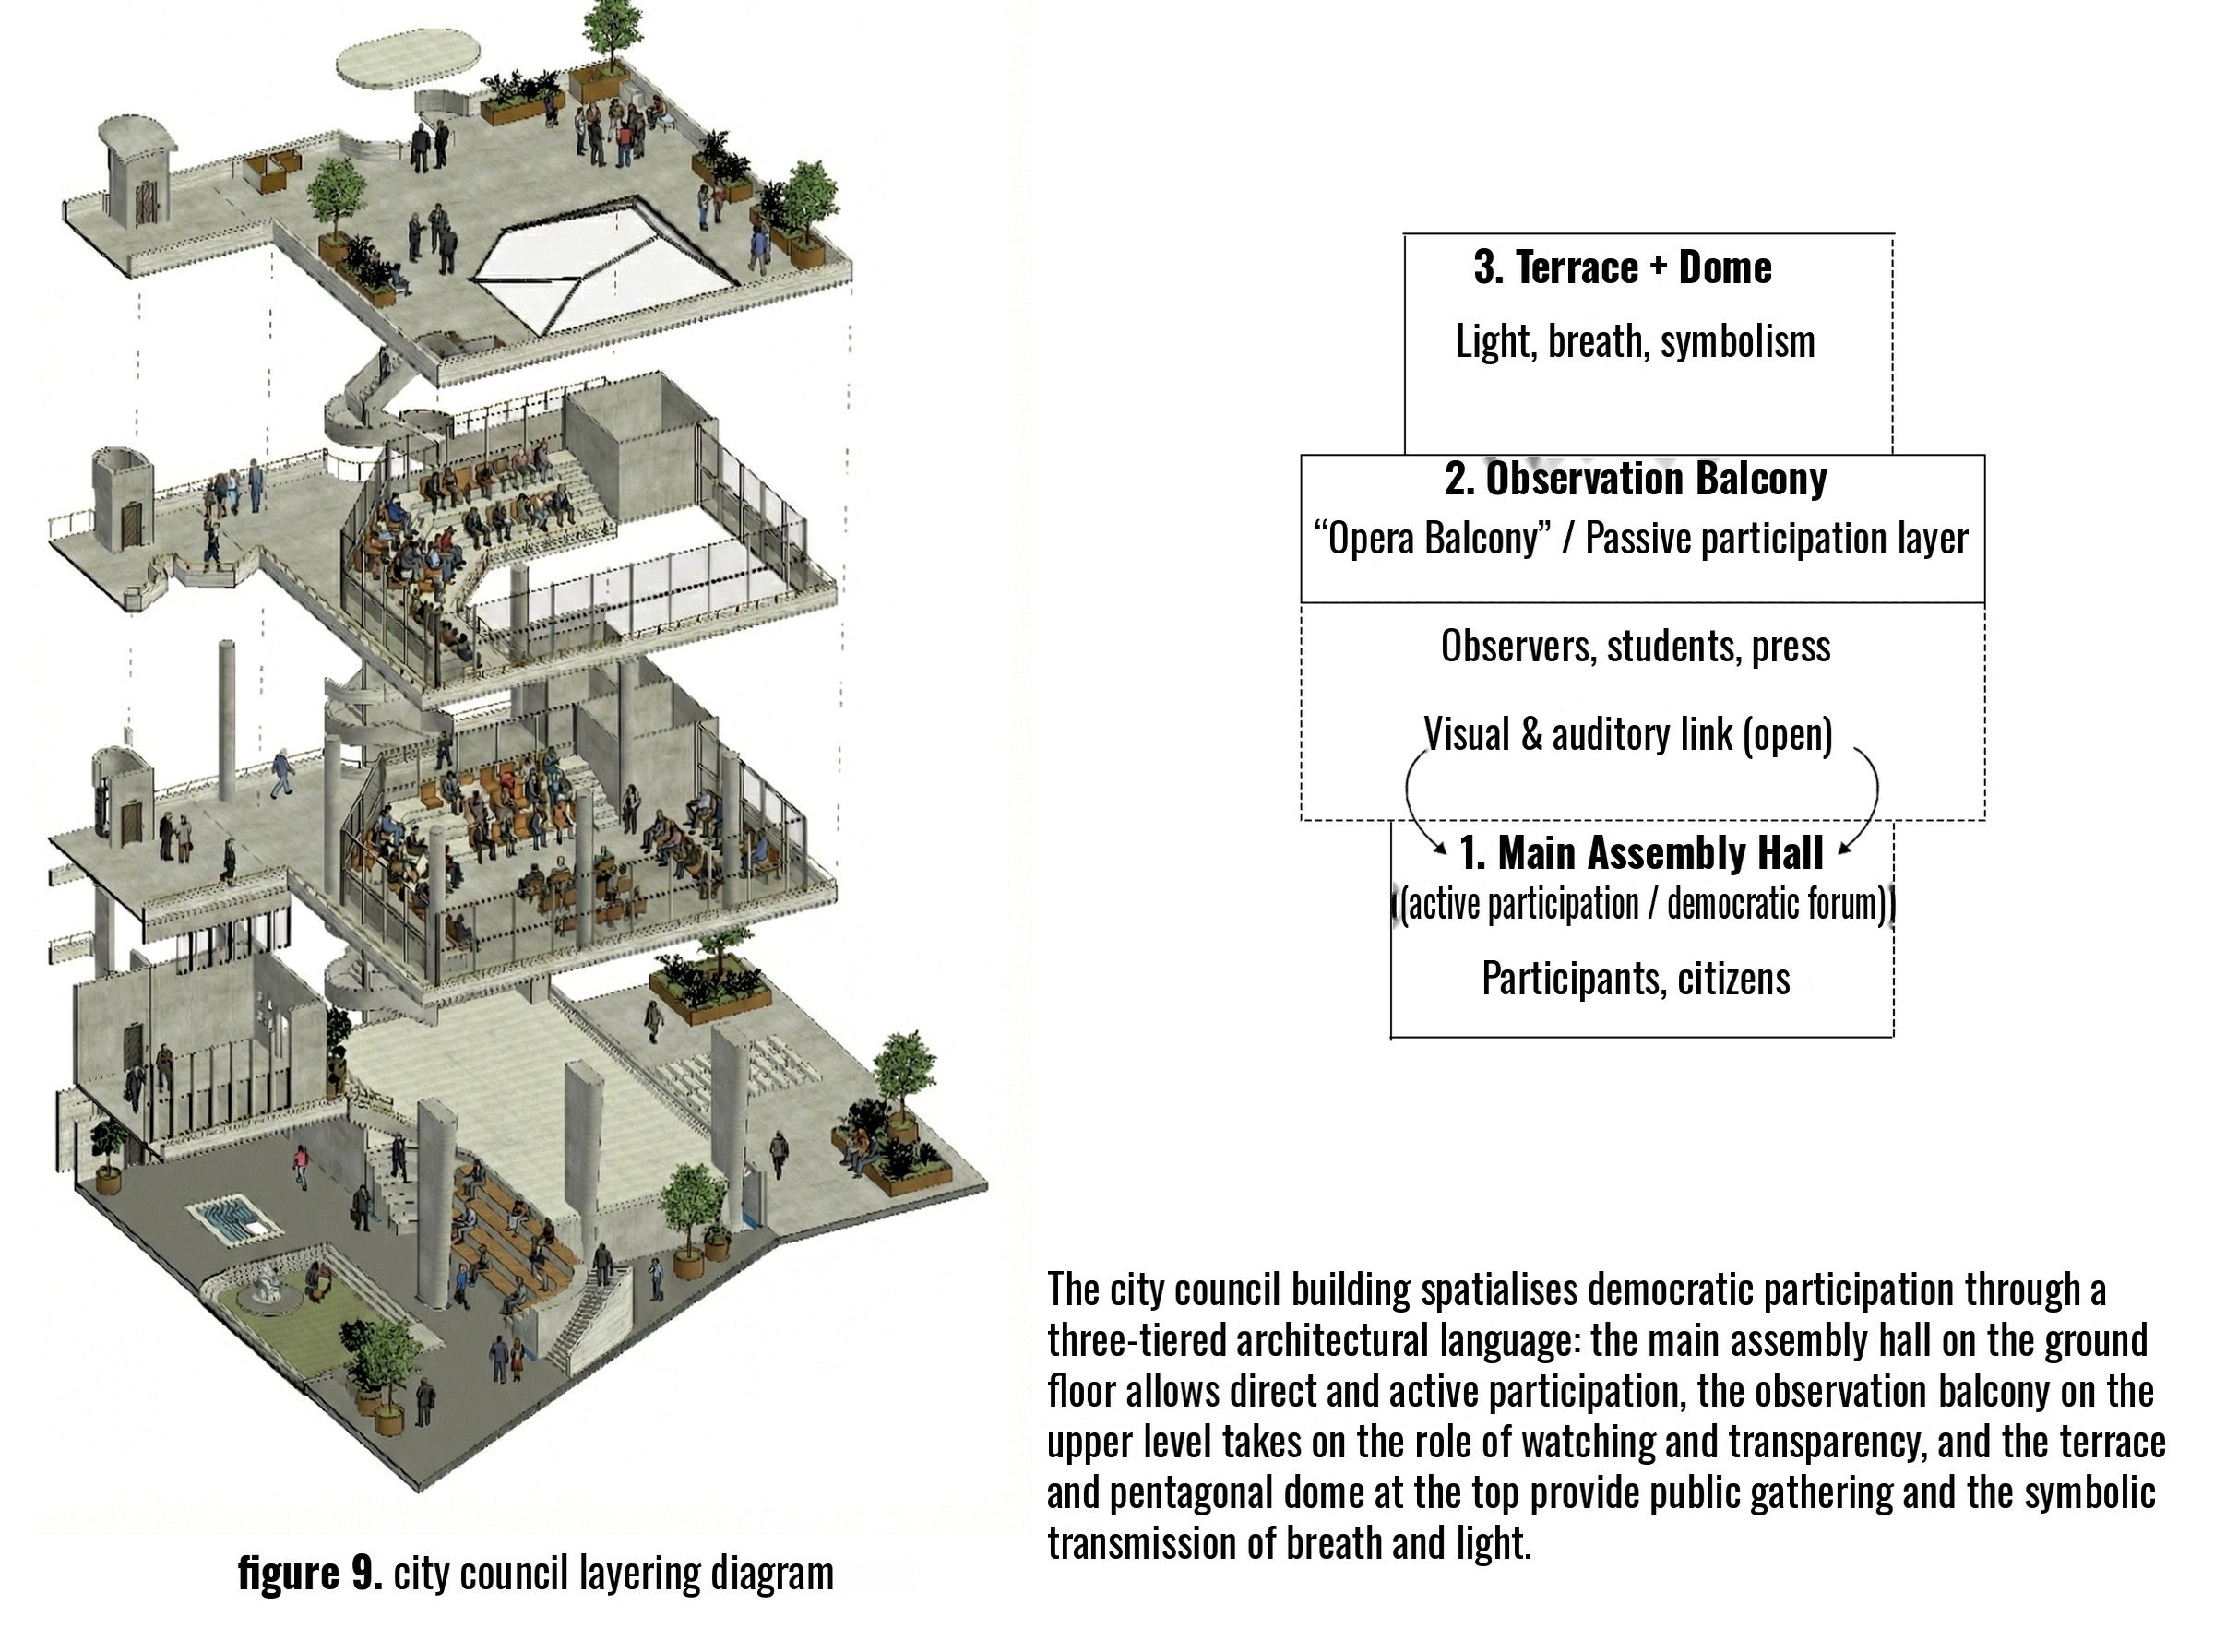 3. Terrace + Dome
Light, breath, symbolism
2. Observation Balcony
“Opera Balcony” / Passive participation layer
Observers, students, press
Visual & auditory link (open)
1. Main Assembly Hall
(active participation / democratic forum)
Participants, citizens
The city council building spatialises democratic participation through a
three-tiered architectural language: the main assembly hall on the ground
floor allows direct and active participation, the observation balcony on the
upper level takes on the role of watching and transparency, and the terrace
and pentagonal dome at the top provide public gathering and the symbolic
transmission of breath and light.
figure 9. city council layering diagram